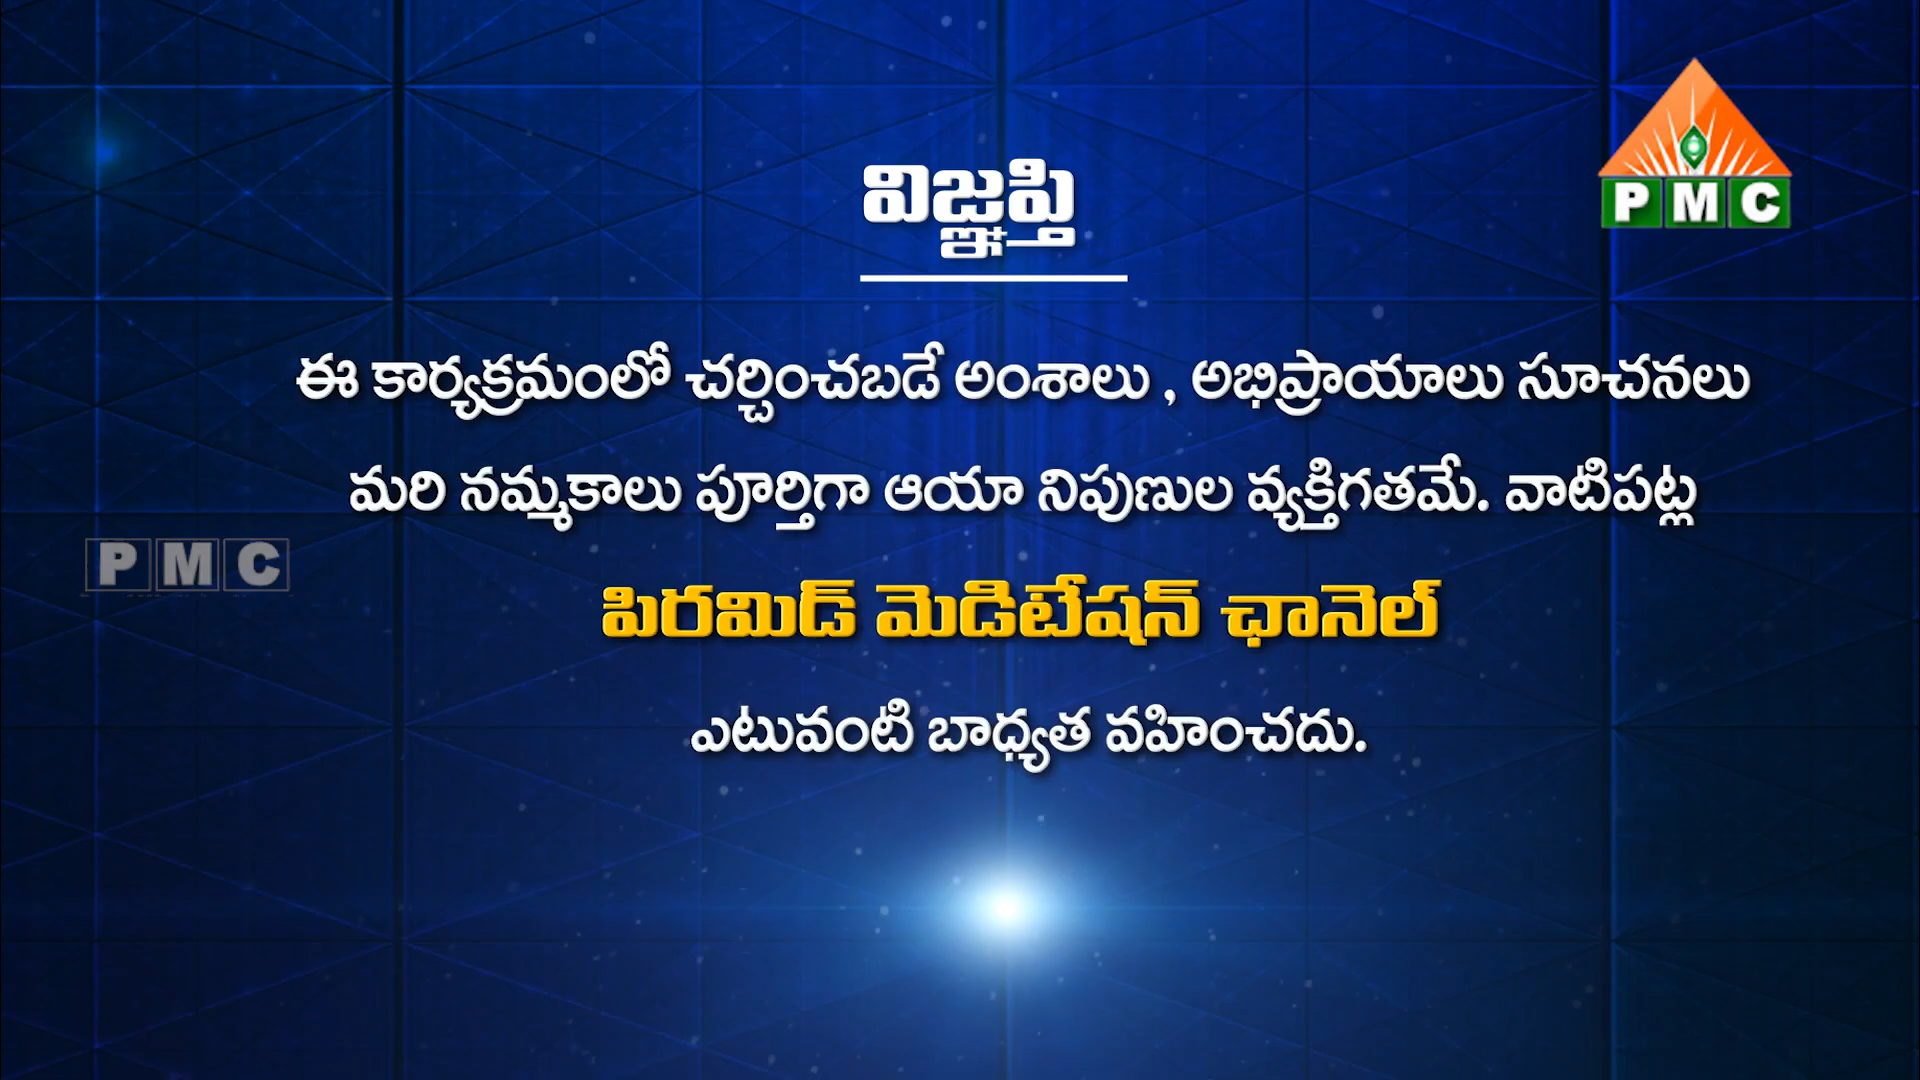 PMC
విజ్ఞప్తి
ఈ కార్యక్రమంలో చర్చించబడే అంశాలు , అభిప్రాయాలు సూచనలు
మరి నమ్మకాలు పూర్తిగా ఆయా నిపుణుల వ్యక్తిగతమే. వాటిపట్ల
PMC
పిరమిడ్ మెడిటేషన్ ఛానెల్
ఎటువంటి బాధ్యత వహించదు.